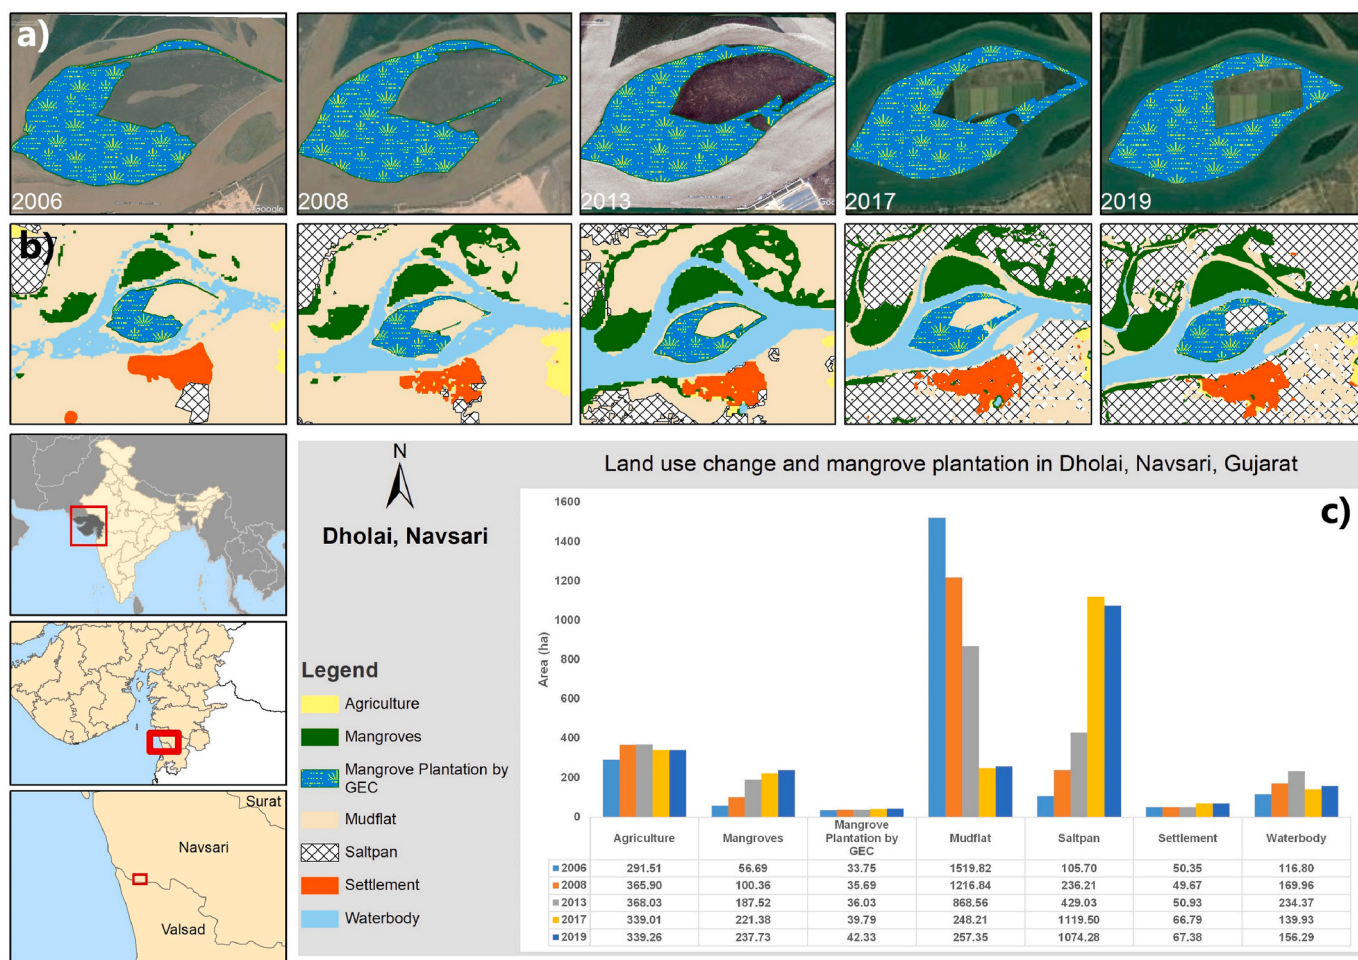 a)
2006
Google
2008
2013
2017
2019
b)
Surat
Navsari
Valsad
N
Dholai, Navsari
Legend
Agriculture
Mangroves
Mangrove Plantation by
GEC
Mudflat
Saltpan
Settlement
Waterbody
Land use change and mangrove plantation in Dholai, Navsari, Gujarat
c)
Area (ha)
1600
1400
1200
1000
800
600
400
200
0
Agriculture Mangroves Mangrove Plantation by GEC Mudflat Saltpan Settlement Waterbody
2006 291.51 56.69 33.75 1519.82 105.70 50.35 116.80
2008 365.90 100.36 35.69 1216.84 236.21 49.67 169.96
2013 368.03 187.52 36.03 868.56 429.03 50.93 234.37
2017 339.01 221.38 39.79 248.21 1119.50 66.79 139.93
2019 339.26 237.73 42.33 257.35 1074.28 67.38 156.29